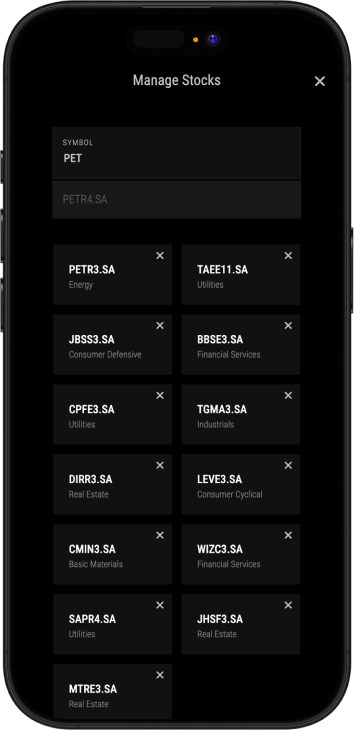 Manage Stocks
SYMBOL
PET
PETR4.SA
PETR3.SA
Energy
TAEE11.SA
Utilities
JBSS3.SA
Consumer Defensive
BBSE3.SA
Financial Services
CPFE3.SA
Utilities
TGMA3.SA
Industrials
DIRR3.SA
Real Estate
LEVE3.SA
Consumer Cyclical
CMIN3.SA
Basic Materials
WIZC3.SA
Financial Services
SAPR4.SA
Utilities
JHSF3.SA
Real Estate
MTRE3.SA
Real Estate